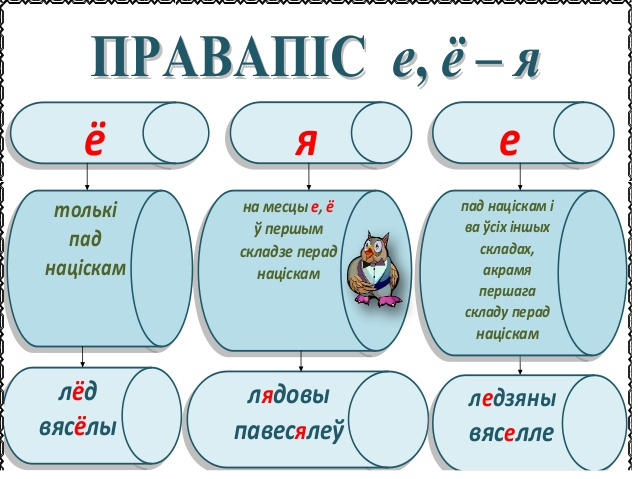 ПРАВАПІС е, ё – я
ё
я
е
толькі
пад
націскам
на месцы е, ё
ў першым
складзе перад
націскам
пад націскам і
ва ўсіх іншых
складах,
акрамя
першага
складу перад
націскам
лёд
вясёлы
лядовы
павесялеў
ледзяны
вяселле